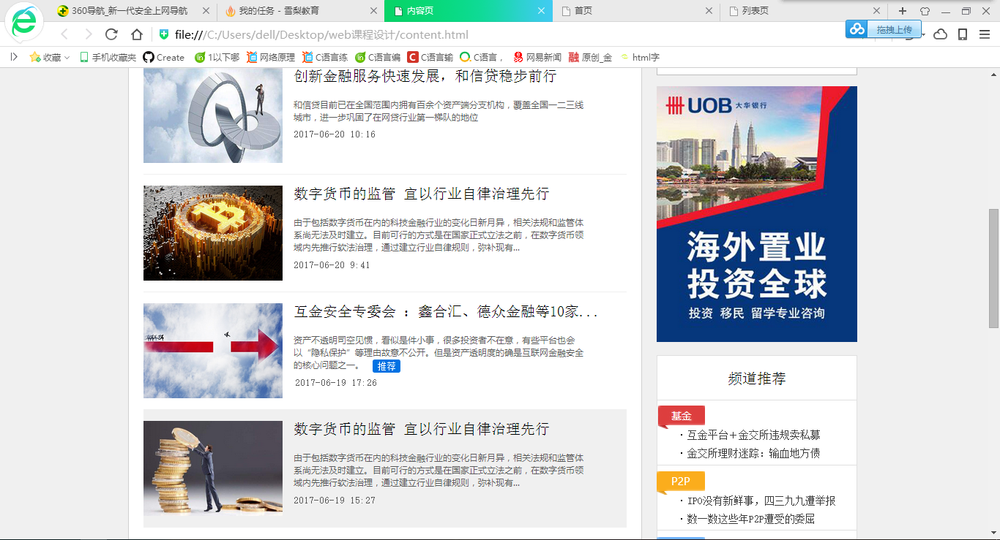 360导航_新一代安全上网导航
我的任务 - 雪梨教育
内容页
首页
列表页
file:///C:/Users/dell/Desktop/web课程设计/content.html
拖拽上传
收藏
手机收藏夹
Create
1以下哪
网络原理
C语言练
C语言编
C语言输
C语言，
网易新闻
原创_金
html字
创新金融服务快速发展，和信贷稳步前行
和信贷目前已在全国范围内拥有百余个资产端分支机构，覆盖全国一二三线
城市，进一步巩固了在网贷行业第一梯队的地位
2017-06-20 10:16
数字货币的监管 宜以行业自律治理先行
由于包括数字货币在内的科技金融行业的变化日新月异，相关法规和监管体
系尚无法及时建立。目前可行的方式是在国家正式立法之前，在数字货币领
域内先推行软法治理，通过建立行业自律规则，弥补现有...
2017-06-20 9:41
互金安全专委会 ：鑫合汇、德众金融等10家...
资产不透明司空见惯，看似是件小事，很多投资者不在意，有些平台也会
以“隐私保护”等理由故意不公开。但是资产透明度的确是互联网金融安全
的核心问题之一。 推荐
2017-06-19 17:26
数字货币的监管 宜以行业自律治理先行
由于包括数字货币在内的科技金融行业的变化日新月异，相关法规和监管体
系尚无法及时建立。目前可行的方式是在国家正式立法之前，在数字货币领
域内先推行软法治理，通过建立行业自律规则，弥补现有...
2017-06-19 15:27
UOB 大华银行
海外置业
投资全球
投资 移民 留学专业咨询
频道推荐
基金
· 互金平台＋金交所违规卖私募
· 金交所理财迷踪：输血地方债
P2P
· IPO没有新鲜事，四三九九遭举报
· 数一数这些年P2P遭受的委屈